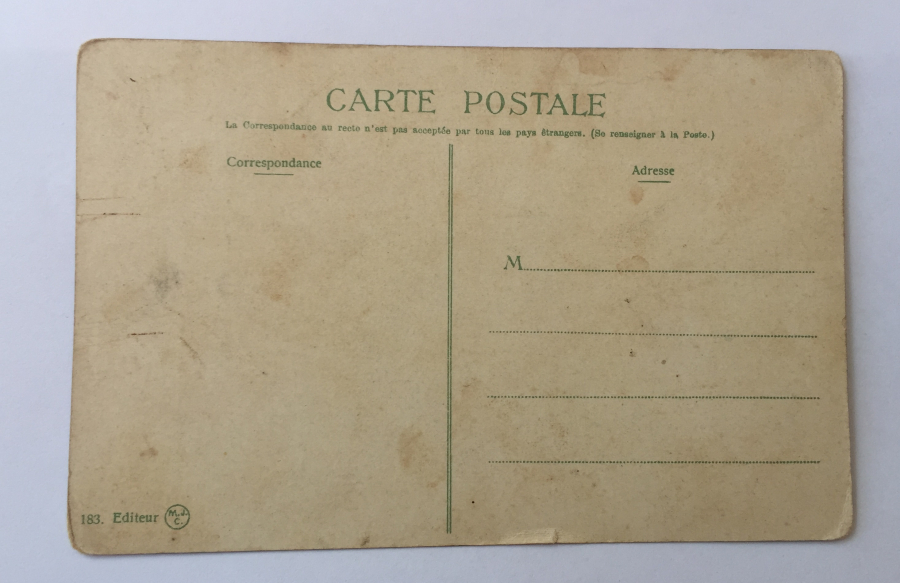 CARTE POSTALE
La Correspondance au recto n'est pas acceptée par tous les pays étrangers. (Se renseigner à la Poste.)
Correspondance
Adresse
M
183. Editeur M.J.
C.